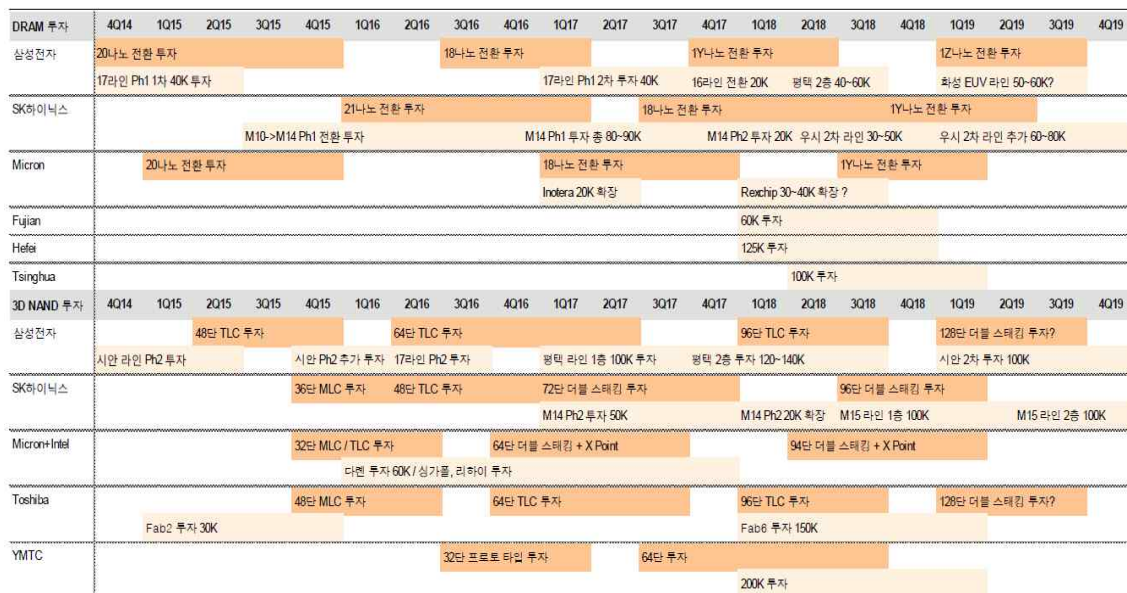 DRAM 투자 4Q14 1Q15 2Q15 3Q15 4Q15 1Q16 2Q16 3Q16 4Q16 1Q17 2Q17 3Q17 4Q17 1Q18 2Q18 3Q18 4Q18 1Q19 2Q19 3Q19 4Q19
삼성전자 20나노 전환 투자 18나노 전환 투자 1Y나노 전환 투자 1Z나노 전환 투자
17라인 Ph1 1차 40K 투자 17라인 Ph1 2차 투자 40K 16라인 전환 20K 평택 2층 40~60K 화성 EUV 라인 50~60K?
SK하이닉스 21나노 전환 투자 18나노 전환 투자 1Y나노 전환 투자
M10->M14 Ph1 전환 투자 M14 Ph1 투자 총 80~90K M14 Ph2 투자 20K 우시 2차 라인 30~50K 우시 2차 라인 추가 60~80K
Micron 20나노 전환 투자 18나노 전환 투자 1Y나노 전환 투자
Inotera 20K 확장 Rexchip 30~40K 확장 ?
Fujian 60K 투자
Hefei 125K 투자
Tsinghua 100K 투자
3D NAND 투자 4Q14 1Q15 2Q15 3Q15 4Q15 1Q16 2Q16 3Q16 4Q16 1Q17 2Q17 3Q17 4Q17 1Q18 2Q18 3Q18 4Q18 1Q19 2Q19 3Q19 4Q19
삼성전자 48단 TLC 투자 64단 TLC 투자 96단 TLC 투자 128단 더블 스태킹 투자?
시안 라인 Ph2 투자 시안 Ph2 추가 투자 17라인 Ph2 투자 평택 라인 1층 100K 투자 평택 2층 투자 120~140K 시안 2차 투자 100K
SK하이닉스 36단 MLC 투자 48단 TLC 투자 72단 더블 스태킹 투자 96단 더블 스태킹 투자
M14 Ph2 투자 50K M14 Ph2 20K 확장 M15 라인 1층 100K M15 라인 2층 100K
Micron+Intel 32단 MLC / TLC 투자 64단 더블 스태킹 + X Point 94단 더블 스태킹 + X Point
다롄 투자 60K / 싱가폴, 리하이 투자
Toshiba 48단 MLC 투자 64단 TLC 투자 96단 TLC 투자 128단 더블 스태킹 투자?
Fab2 투자 30K Fab6 투자 150K
YMTC 32단 프로토 타입 투자 64단 투자
200K 투자